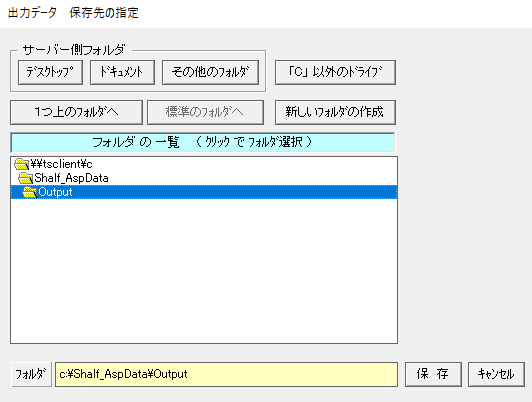 出力データ　保存先の指定
サーバー側フォルダ
ﾃﾞｽｸﾄｯﾌﾟ ﾄﾞｷｭﾒﾝﾄ その他のﾌｫﾙﾀﾞ 「C」以外のﾄﾞﾗｲﾌﾞ
1つ上のﾌｫﾙﾀﾞへ 標準のﾌｫﾙﾀﾞへ 新しいﾌｫﾙﾀﾞの作成
フォルダ の 一覧　( ｸﾘｯｸ で ﾌｫﾙﾀﾞ選択 )
¥¥tsclient¥c
Shalf_AspData
Output
ﾌｫﾙﾀﾞ c:¥Shalf_AspData¥Output 保 存 ｷｬﾝｾﾙ